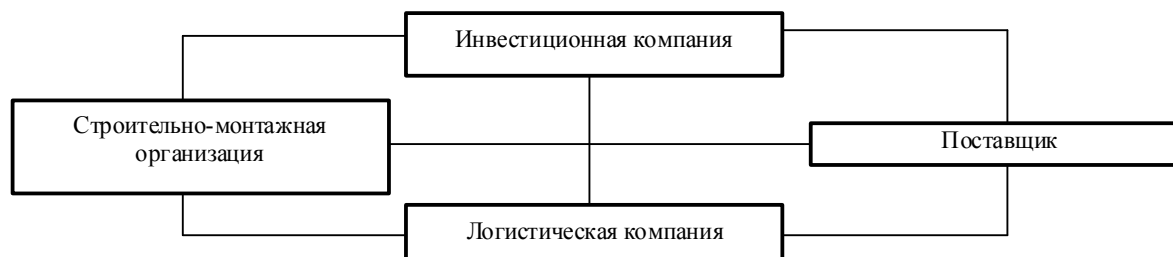 Инвестиционная компания
Строительно-монтажная
организация
Поставщик
Логистическая компания